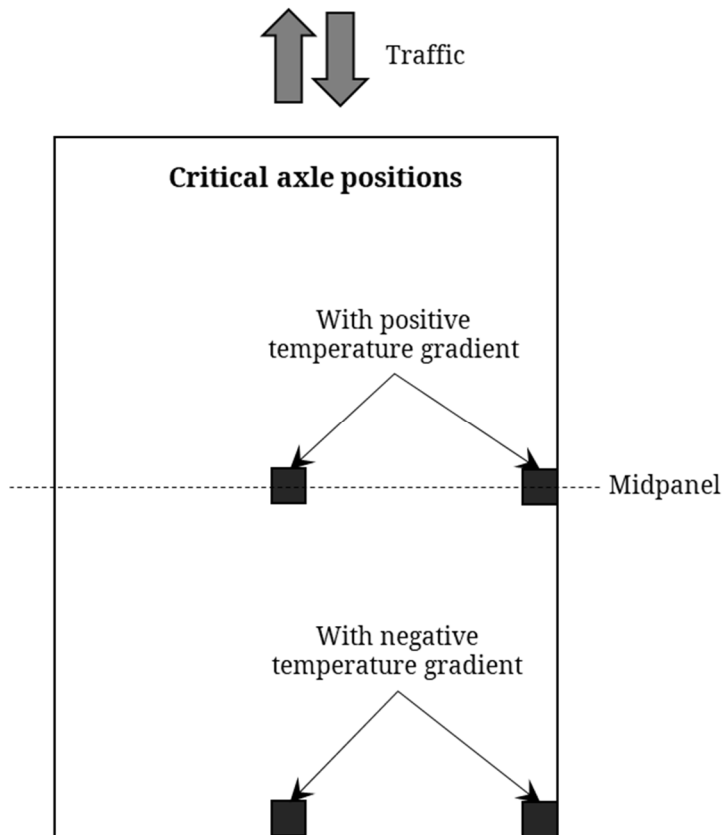 Traffic
Critical axle positions
With positive
temperature gradient
Midpanel
With negative
temperature gradient